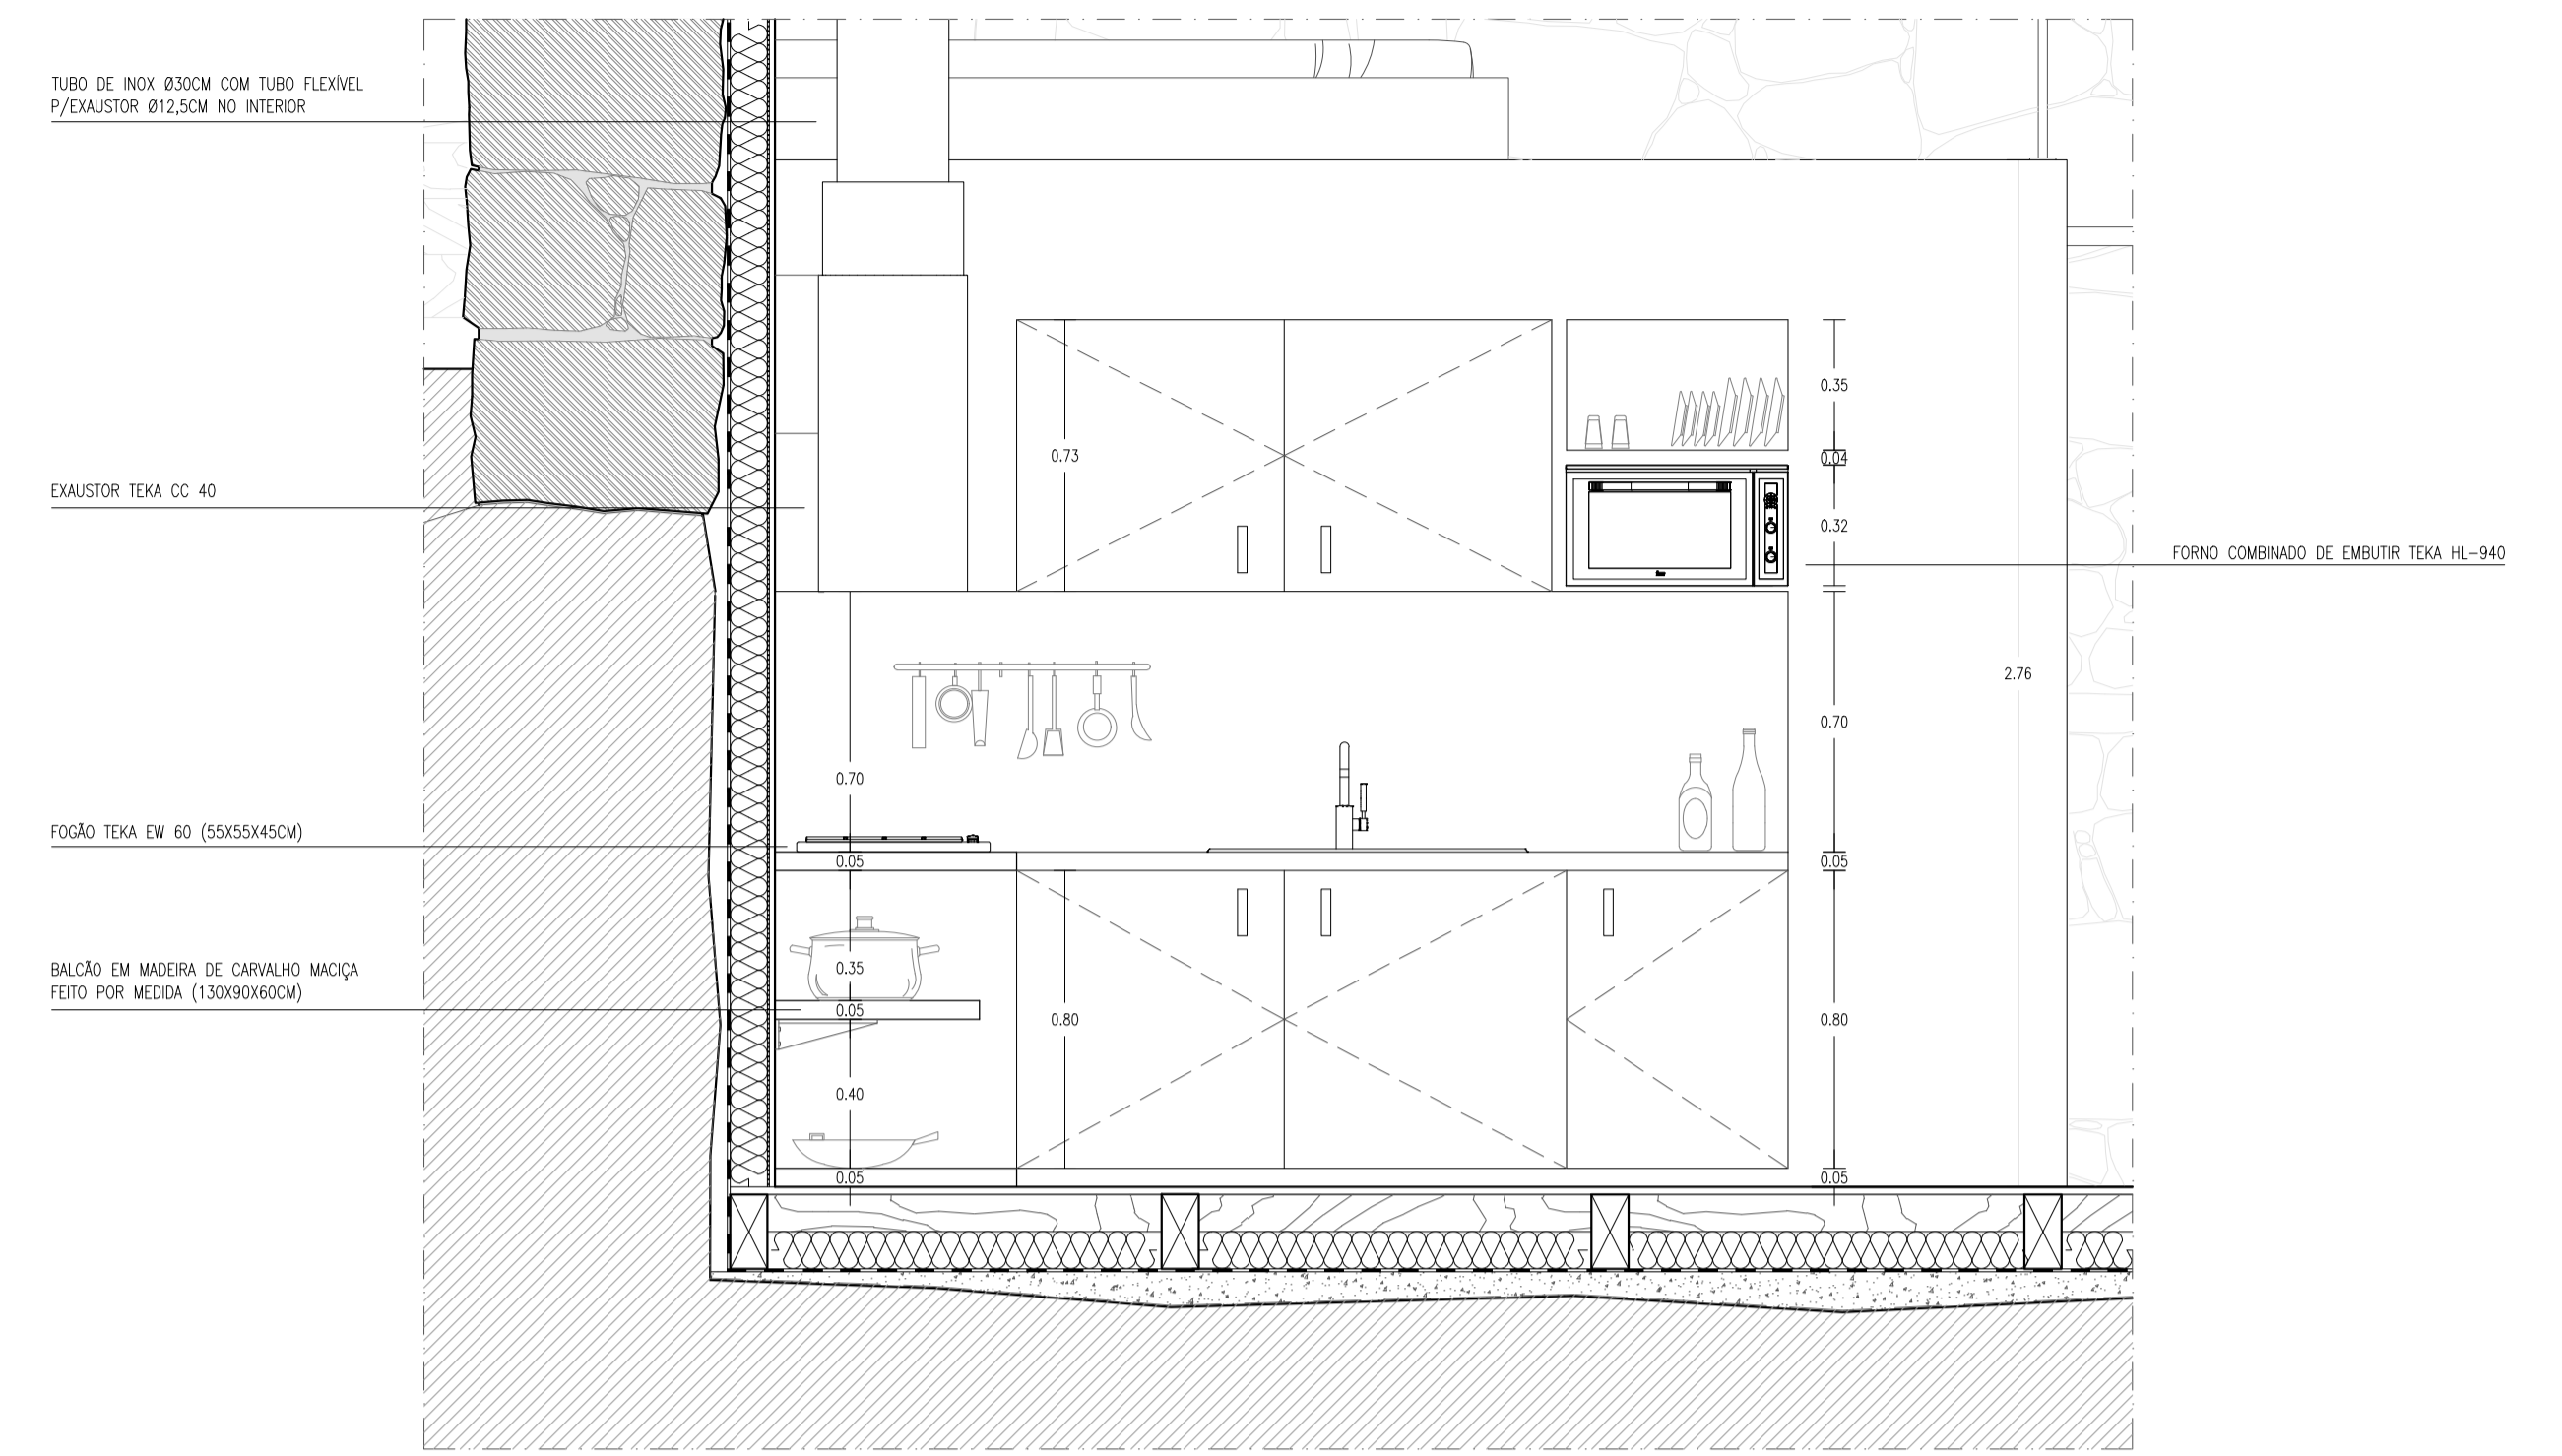 TUBO DE INOX Ø30CM COM TUBO FLEXÍVEL
P/EXAUSTOR Ø12,5CM NO INTERIOR
EXAUSTOR TEKA CC 40
FOGÃO TEKA EW 60 (55X55X45CM)
BALCÃO EM MADEIRA DE CARVALHO MACIÇA
FEITO POR MEDIDA (130X90X60CM)
0.70
0.05
0.35
0.05
0.40
0.05
0.73
0.80
0.35
0.04
0.32
0.70
0.05
0.80
0.05
2.76
FORNO COMBINADO DE EMBUTIR TEKA HL-940